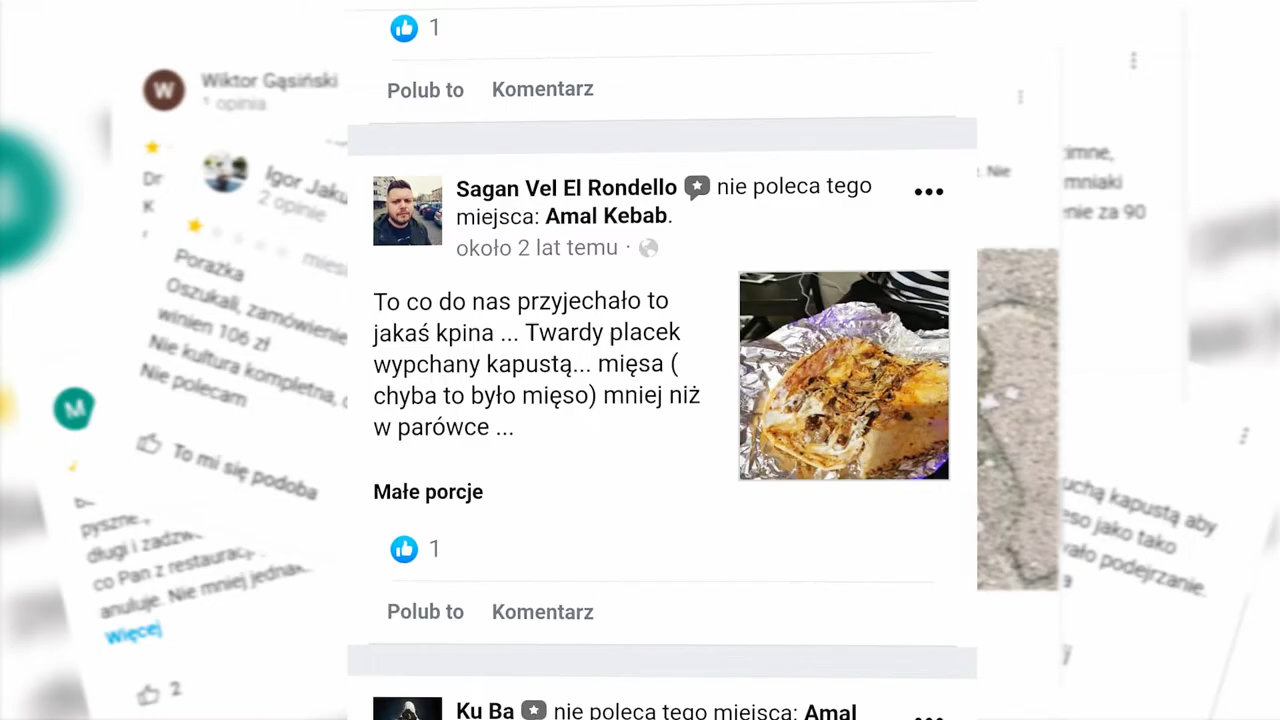 1
Polub to Komentarz
Sagan Vel El Rondello nie poleca tego
miejsca: Amal Kebab.
około 2 lat temu ·
To co do nas przyjechało to
jakaś kpina ... Twardy placek
wypchany kapustą... mięsa (
chyba to było mięso) mniej niż
w parówce ...
Małe porcje
1
Polub to Komentarz
Ku Ba nie poleca tego miejsca: Amal
W
Wiktor Gąsiński
1 opinia
Dr
K
Igor Jaku
2 opinie
miesi
Porażka
Oszukali, zamówienie
winien 106 zł
Nie kultura kompletna,
Nie polecam
To mi się podoba
M
pyszne.,
długi i zadzw
co Pan z restauracj
anuluje. Nie mniej jednak
Więcej
2
zimne,
mniaki
nie za 90
. Nie
uchą kapustą aby
ęso jako tako
ało podejrzanie.
a